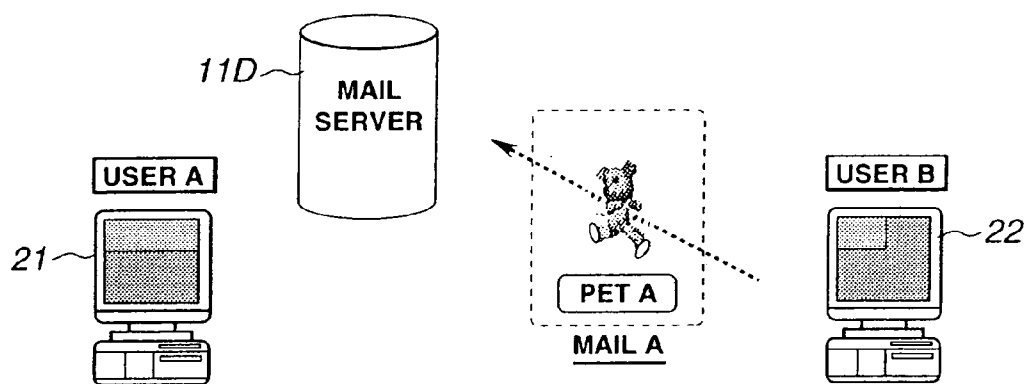 11D
MAIL
SERVER
USER A
USER B
21
22
PET A
MAIL A